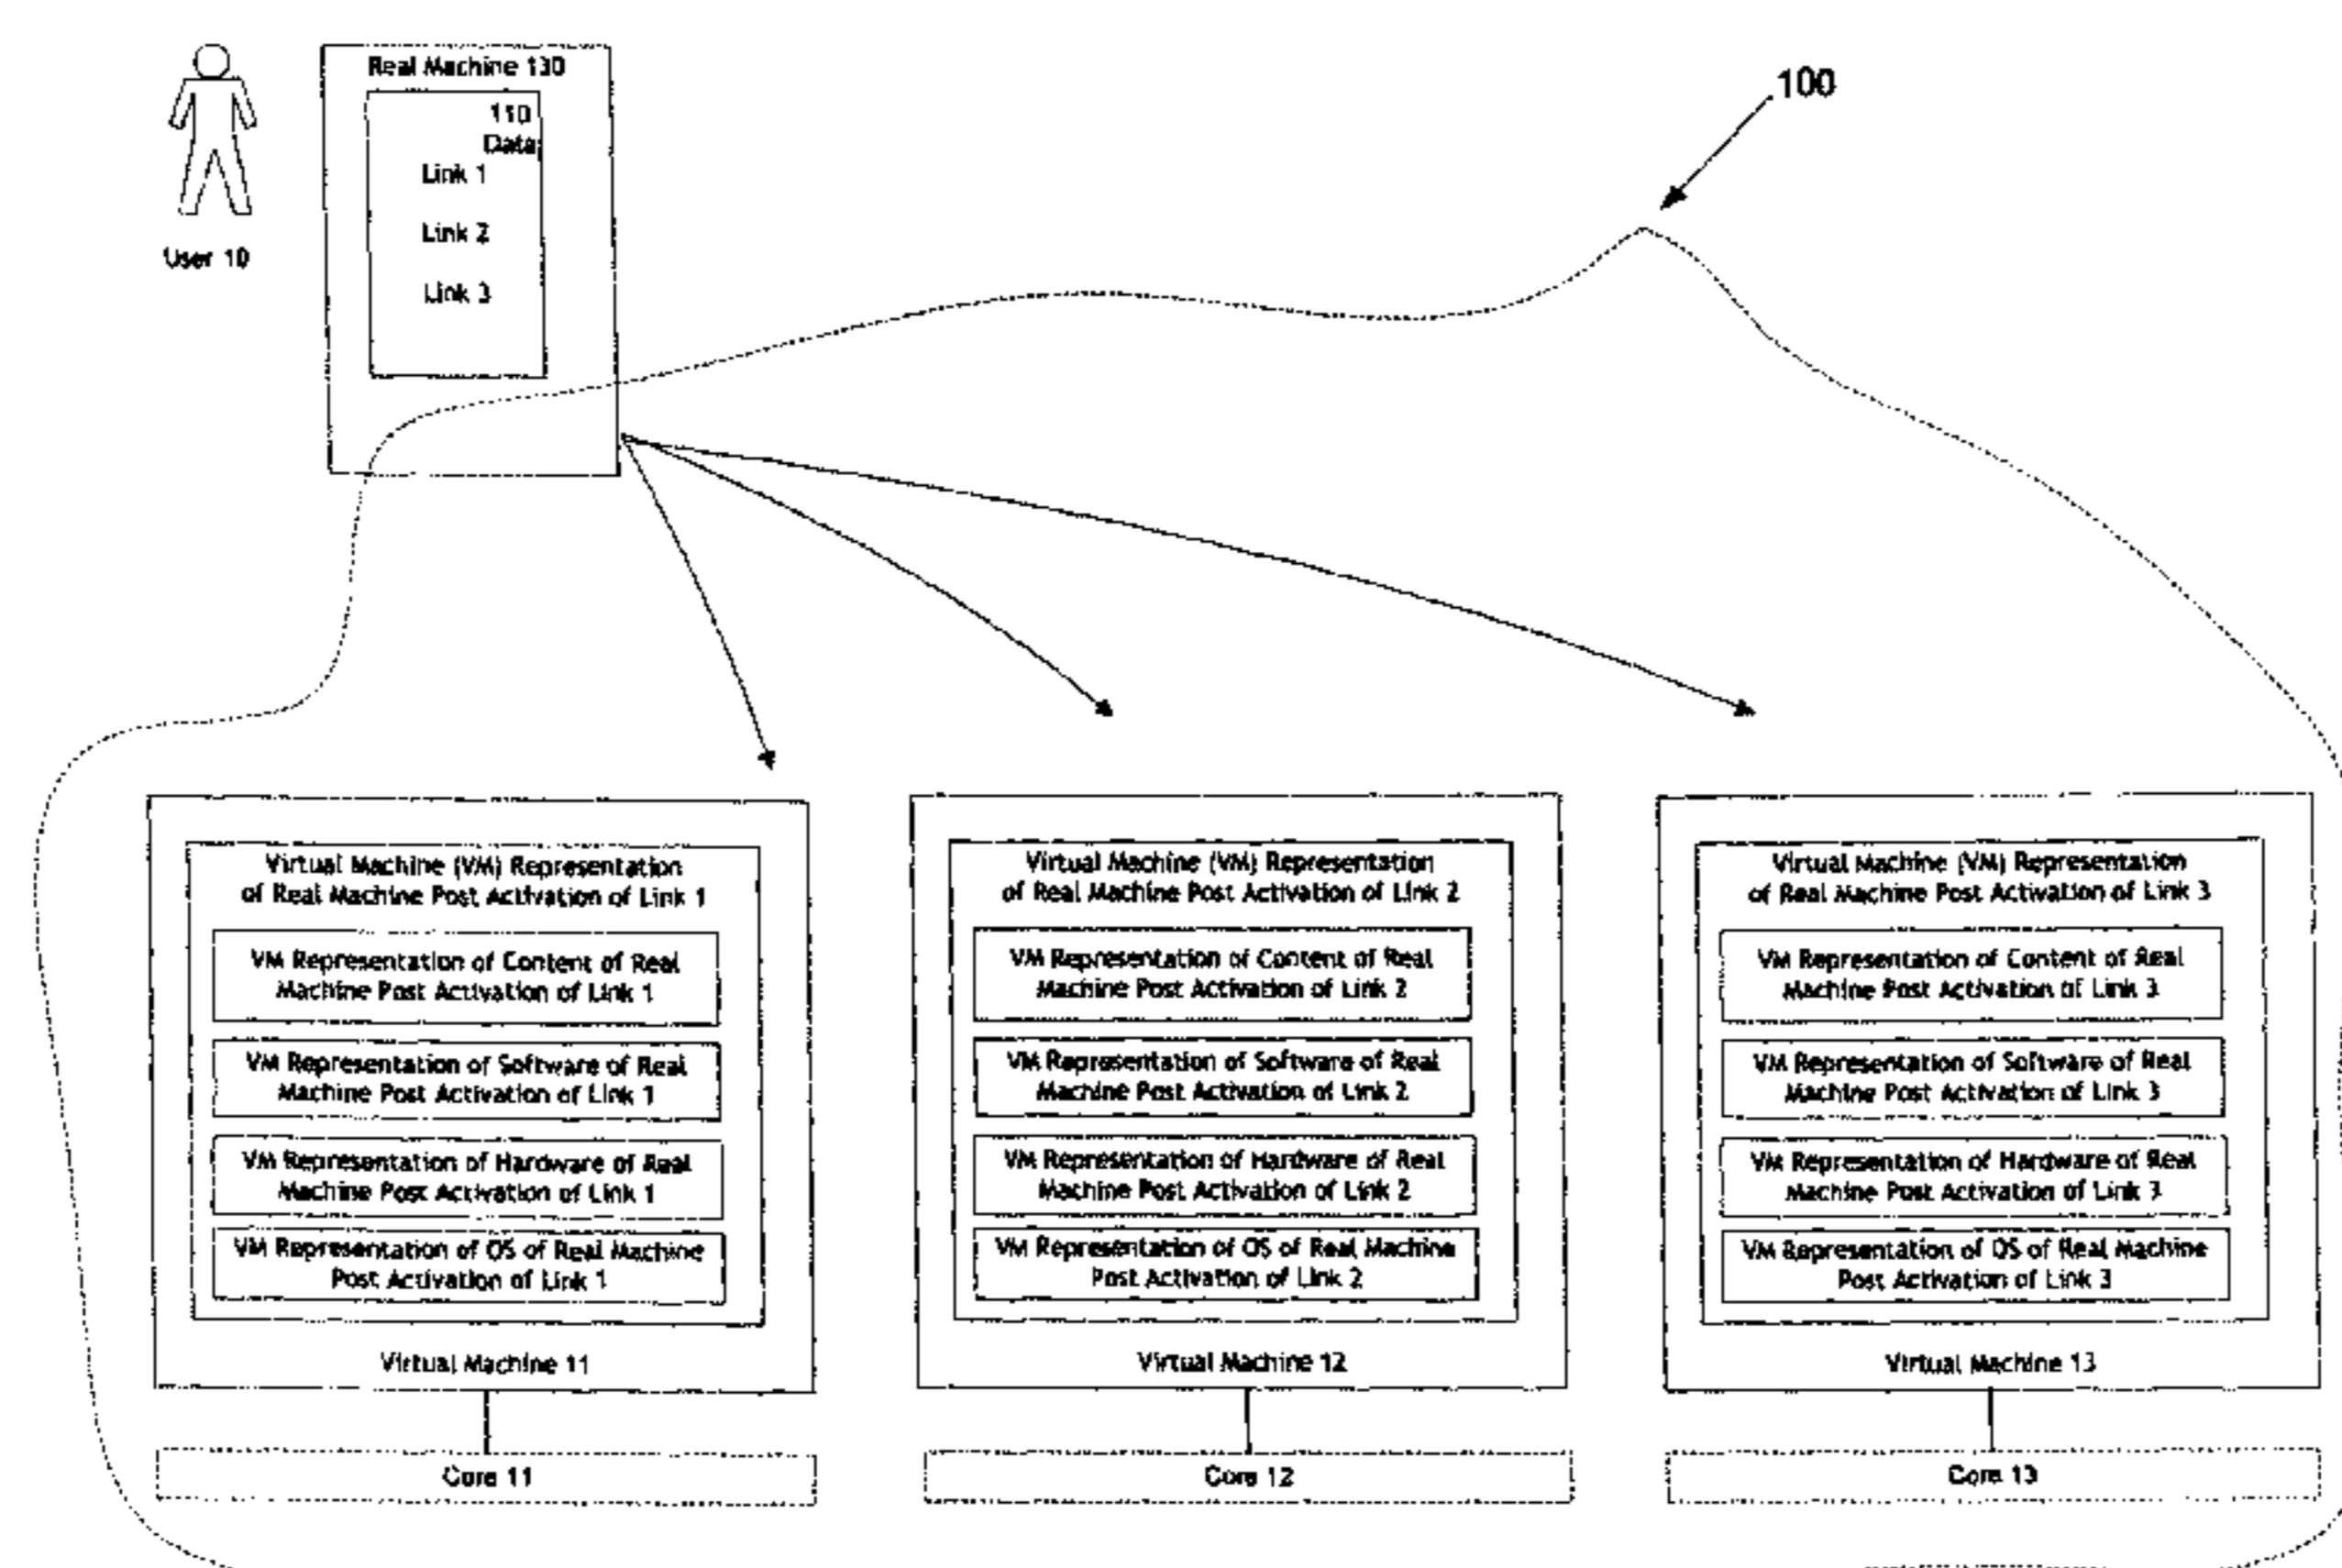 Real Machine 130
110
Data
Link 1
Link 2
Link 3
User 10
100
Virtual Machine (VM) Representation
of Real Machine Post Activation of Link 1
VM Representation of Content of Real
Machine Post Activation of Link 1
VM Representation of Software of Real
Machine Post Activation of Link 1
VM Representation of Hardware of Real
Machine Post Activation of Link 1
VM Representation of OS of Real Machine
Post Activation of Link 1
Virtual Machine 11
Core 11
Virtual Machine (VM) Representation
of Real Machine Post Activation of Link 2
VM Representation of Content of Real
Machine Post Activation of Link 2
VM Representation of Software of Real
Machine Post Activation of Link 2
VM Representation of Hardware of Real
Machine Post Activation of Link 2
VM Representation of OS of Real Machine
Post Activation of Link 2
Virtual Machine 12
Core 12
Virtual Machine (VM) Representation
of Real Machine Post Activation of Link 3
VM Representation of Content of Real
Machine Post Activation of Link 3
VM Representation of Software of Real
Machine Post Activation of Link 3
VM Representation of Hardware of Real
Machine Post Activation of Link 3
VM Representation of OS of Real Machine
Post Activation of Link 3
Virtual Machine 13
Core 13